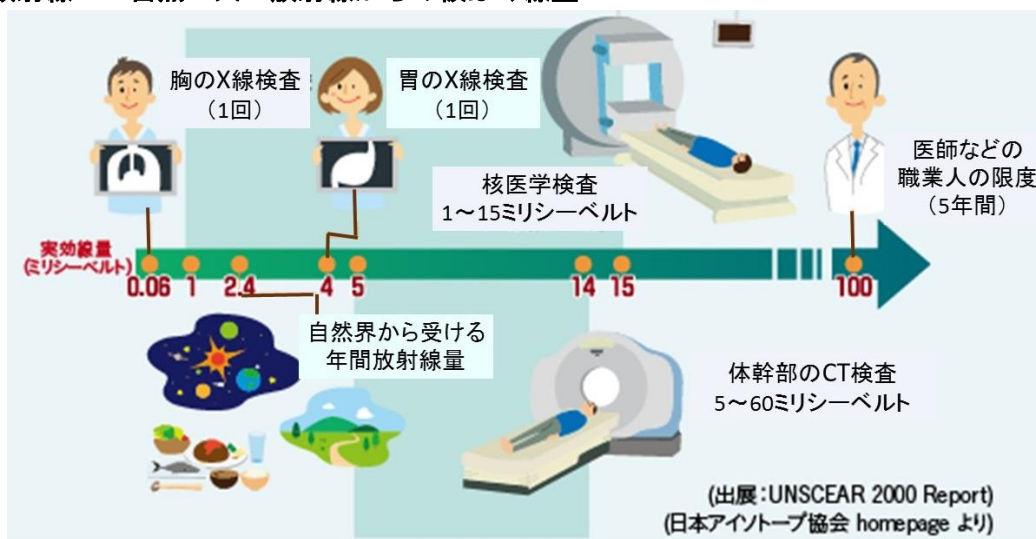 胸のX線検査
（1回）
胃のX線検査
（1回）
核医学検査
1～15ミリシーベルト
医師などの
職業人の限度
（5年間）
実効線量
(ミリシーベルト)
0.06 1 2.4 4 5 14 15 100
自然界から受ける
年間放射線量
体幹部のCT検査
5～60ミリシーベルト
(出展：UNSCEAR 2000 Report)
(日本アイソトープ協会 homepage より)